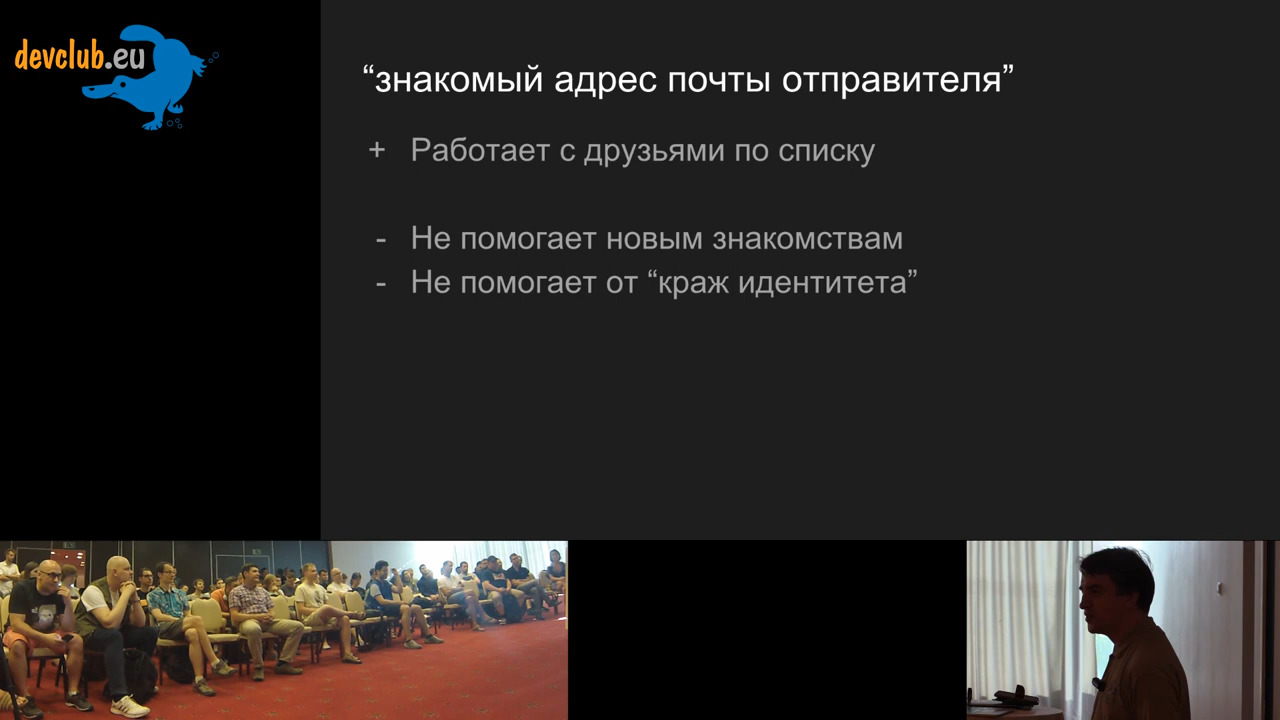 devclub.eu
“знакомый адрес почты отправителя”
+ Работает с друзьями по списку
- Не помогает новым знакомствам
- Не помогает от “краж идентитета”